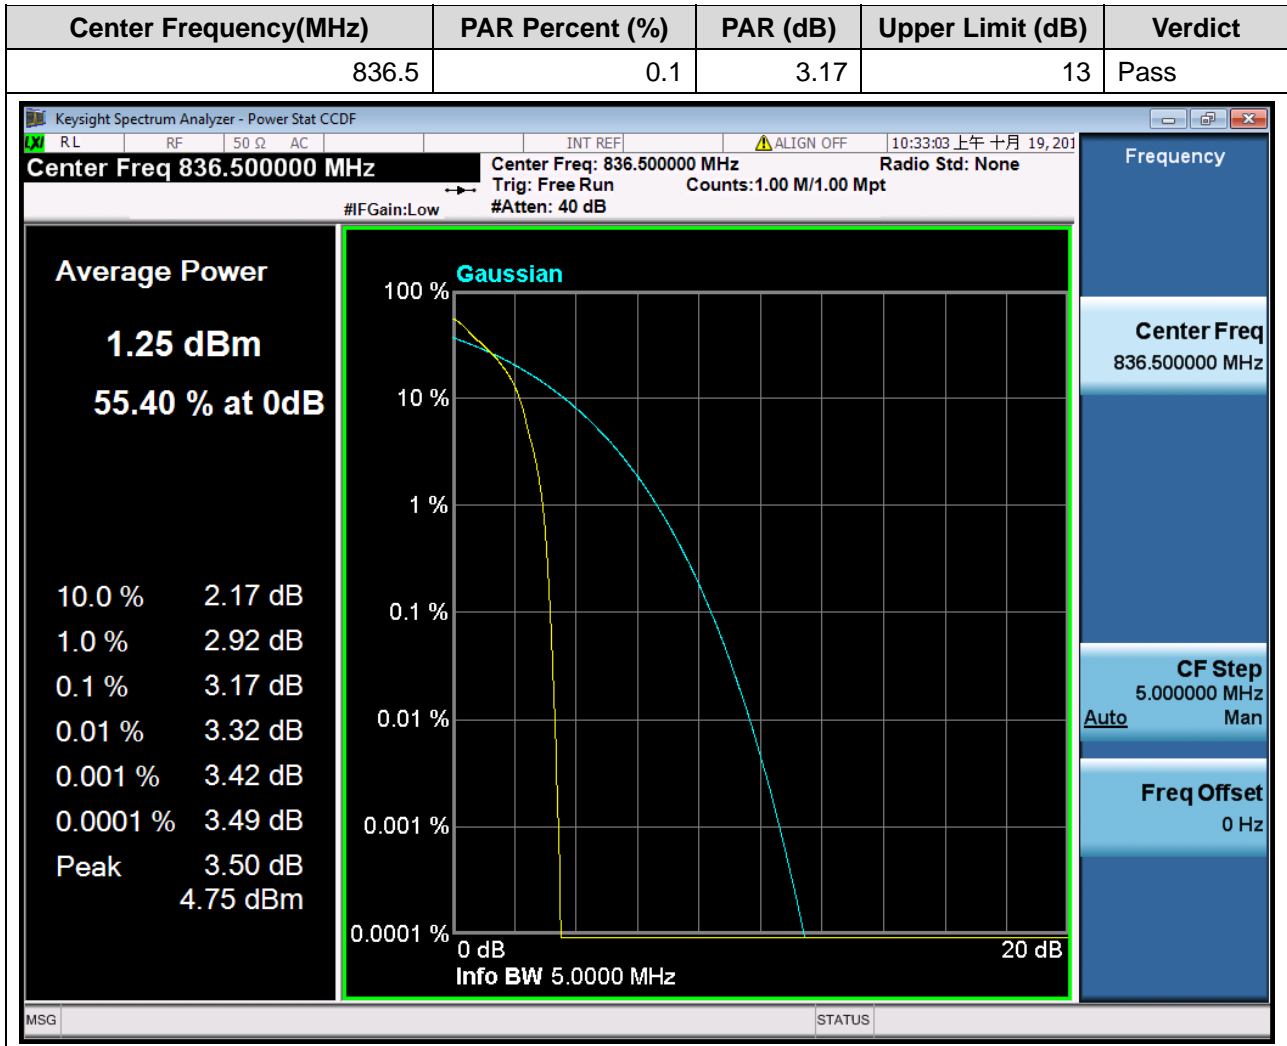 Center Frequency(MHz) PAR Percent (%) PAR (dB) Upper Limit (dB) Verdict
836.5 0.1 3.17 13 Pass
Keysight Spectrum Analyzer - Power Stat CCDF
LXI RL RF 50 Ω AC INT REF ALIGN OFF 10:33:03 上午 十月 19, 201
Center Freq 836.500000 MHz
Center Freq: 836.500000 MHz Radio Std: None
Trig: Free Run Counts:1.00 M/1.00 Mpt
#IFGain:Low #Atten: 40 dB
Average Power
1.25 dBm
55.40 % at 0dB
10.0 % 2.17 dB
1.0 % 2.92 dB
0.1 % 3.17 dB
0.01 % 3.32 dB
0.001 % 3.42 dB
0.0001 % 3.49 dB
Peak 3.50 dB
4.75 dBm
Gaussian
100 %
10 %
1 %
0.1 %
0.01 %
0.001 %
0.0001 %
0 dB 20 dB
Info BW 5.0000 MHz
Frequency
Center Freq
836.500000 MHz
CF Step
5.000000 MHz
Auto Man
Freq Offset
0 Hz
MSG STATUS